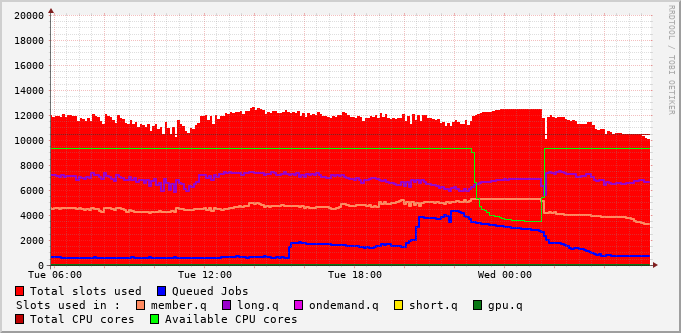 RRDTOOL / TOBI OETIKER
20000
18000
16000
14000
12000
10000
8000
6000
4000
2000
0
Tue 06:00 Tue 12:00 Tue 18:00 Wed 00:00
Total slots used Queued Jobs
Slots used in : member.q long.q ondemand.q short.q gpu.q
Total CPU cores Available CPU cores